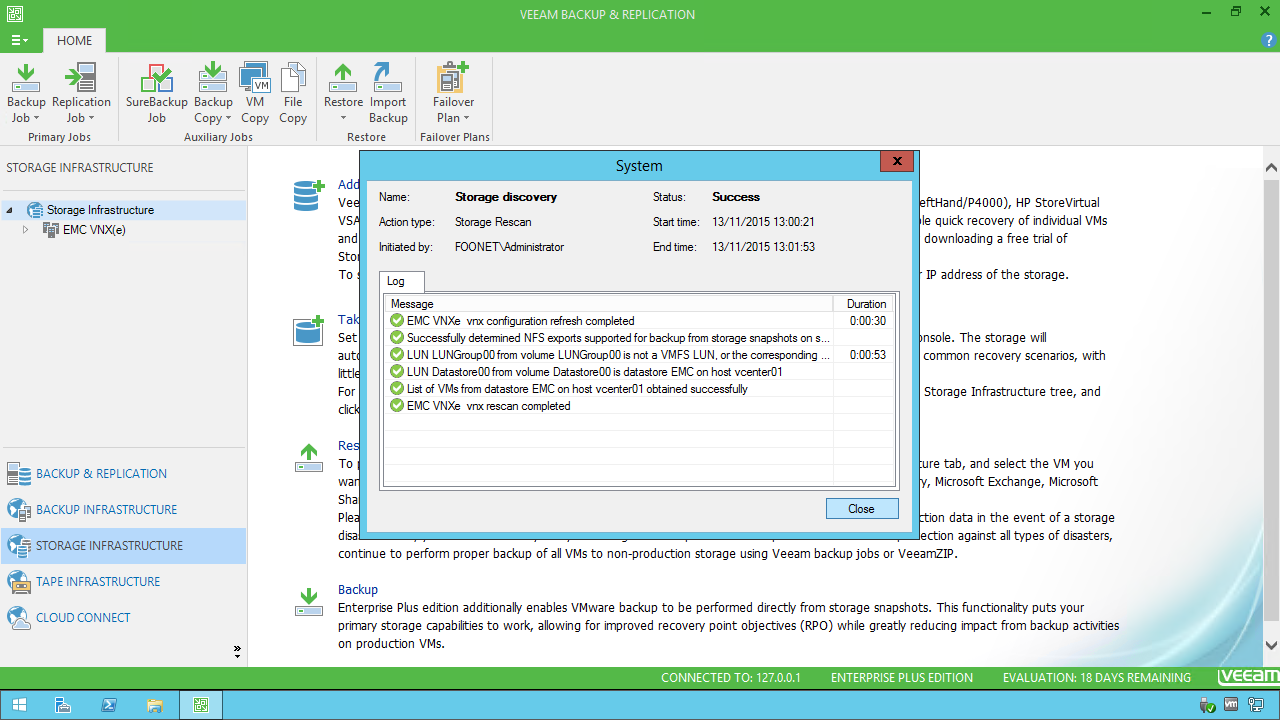 VEEAM BACKUP & REPLICATION
HOME
Backup Job
Replication Job
SureBackup Job
Backup Copy
VM Copy
File Copy
Restore
Import Backup
Failover Plan
Primary Jobs
Auxiliary Jobs
Restore
Failover Plans
STORAGE INFRASTRUCTURE
Storage Infrastructure
EMC VNX(e)
BACKUP & REPLICATION
BACKUP INFRASTRUCTURE
STORAGE INFRASTRUCTURE
TAPE INFRASTRUCTURE
CLOUD CONNECT
System
Name: Storage discovery Status: Success
Action type: Storage Rescan Start time: 13/11/2015 13:00:21
Initiated by: FOONET\Administrator End time: 13/11/2015 13:01:53
Log
Message Duration
EMC VNXe vnx configuration refresh completed 0:00:30
Successfully determined NFS exports supported for backup from storage snapshots on s...
LUN LUNGroup00 from volume LUNGroup00 is not a VMFS LUN, or the corresponding ... 0:00:53
LUN Datastore00 from volume Datastore00 is datastore EMC on host vcenter01
List of VMs from datastore EMC on host vcenter01 obtained successfully
EMC VNXe vnx rescan completed
Close
Add
eftHand/P4000), HP StoreVirtual
VSA
le quick recovery of individual VMs
and
downloading a free trial of
Stor
To s
r IP address of the storage.
Tak
Set
onsole. The storage will
auto
common recovery scenarios, with
little
For
Storage Infrastructure tree, and
click
Res
To p
ture tab, and select the VM you
wan
ry, Microsoft Exchange, Microsoft
Shar
Plea
ction data in the event of a storage
disa
ection against all types of disasters,
continue to perform proper backup of all VMs to non-production storage using Veeam backup jobs or VeeamZIP.
Backup
Enterprise Plus edition additionally enables VMware backup to be performed directly from storage snapshots. This functionality puts your
primary storage capabilities to work, allowing for improved recovery point objectives (RPO) while greatly reducing impact from backup activities
on production VMs.
CONNECTED TO: 127.0.0.1
ENTERPRISE PLUS EDITION
EVALUATION: 18 DAYS REMAINING
veeam